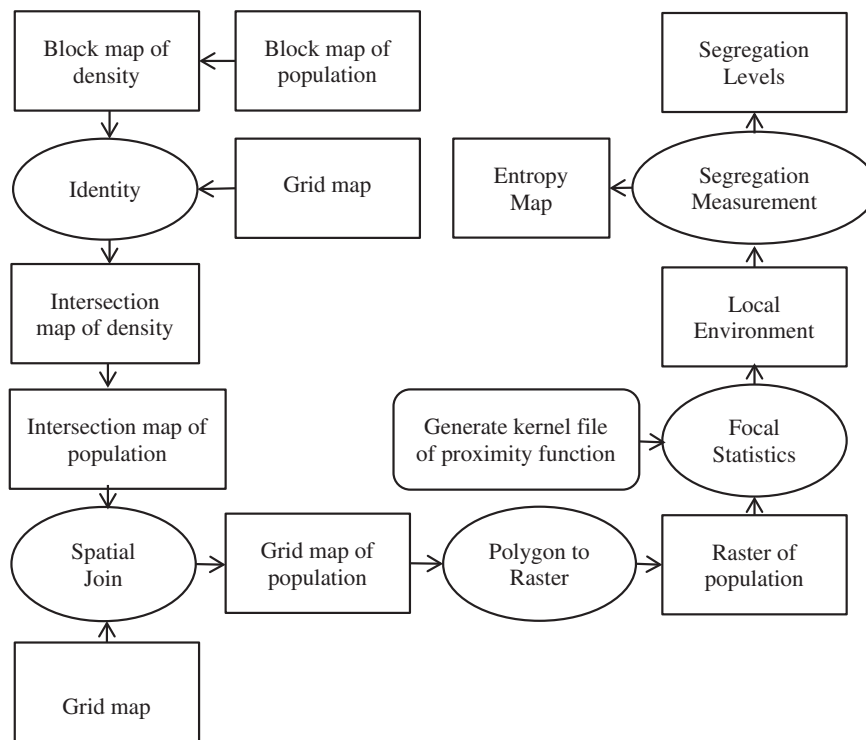 Block map of
density
Block map of
population
Segregation
Levels
Identity
Grid map
Entropy
Map
Segregation
Measurement
Intersection
map of density
Local
Environment
Intersection map of
population
Generate kernel file
of proximity function
Focal
Statistics
Spatial
Join
Grid map of
population
Polygon to
Raster
Raster of
population
Grid map